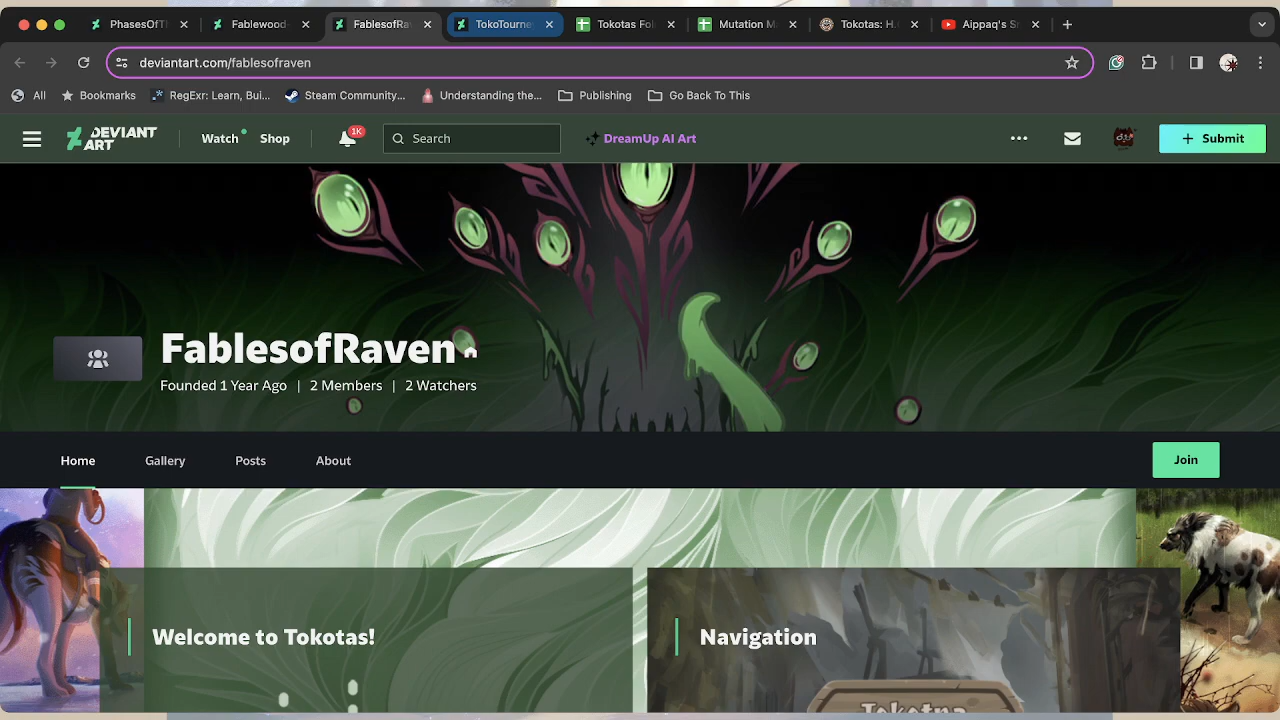 PhasesOfT
Fablewood-
FablesofRav
TokoTourne
Tokotas Fol
Mutation M
Tokotas: H.
Aippaq's S
deviantart.com/fablesofraven
All
Bookmarks
RegExr: Learn, Bui...
Steam Community...
Understanding the...
Publishing
Go Back To This
DEVIANT
ART
Watch
Shop
1K
Search
DreamUp AI Art
Submit
FablesofRaven
Founded 1 Year Ago | 2 Members | 2 Watchers
Home
Gallery
Posts
About
Join
Welcome to Tokotas!
Navigation
Tokotna